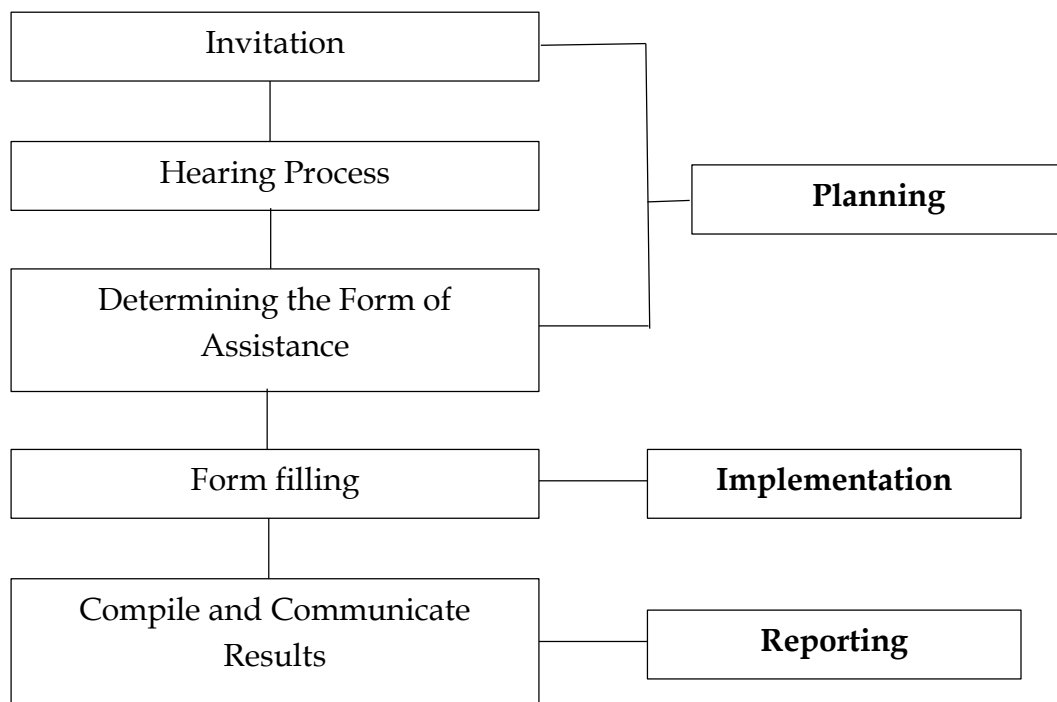 Invitation
Hearing Process
Planning
Determining the Form of
Assistance
Form filling
Implementation
Compile and Communicate
Results
Reporting